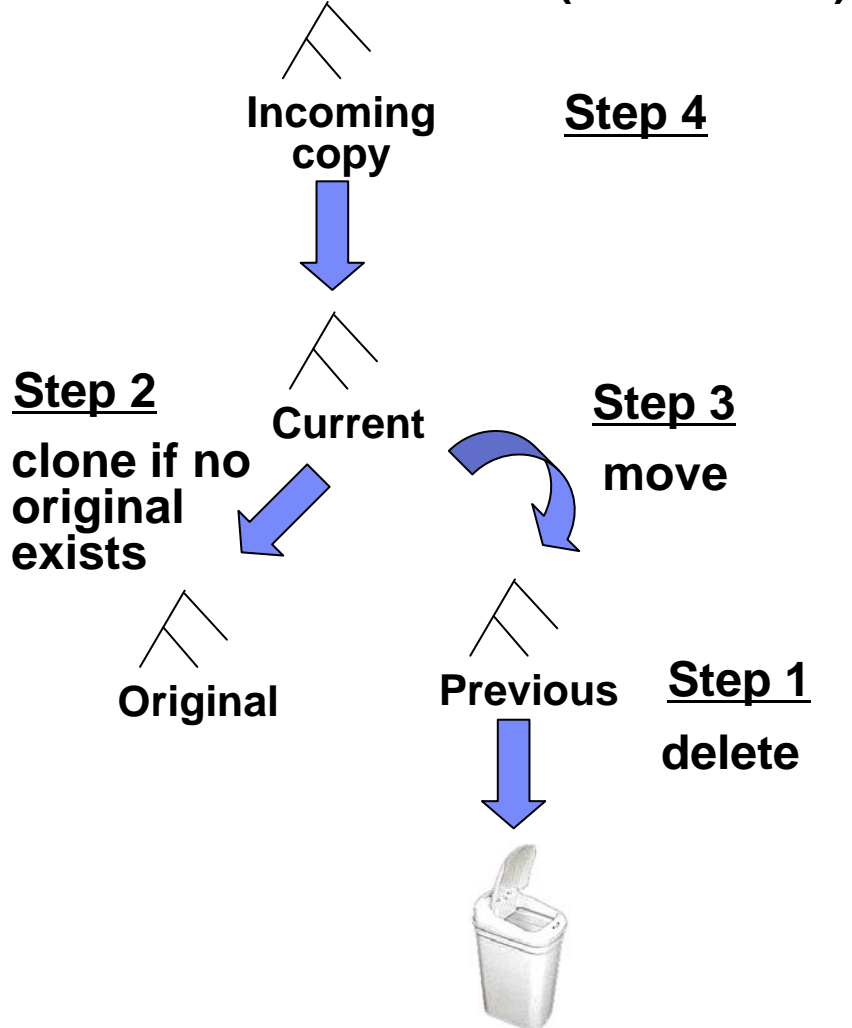 Incoming
copy
Step 4
Step 2
clone if no
original
exists
Current
Step 3
move
Original
Previous
Step 1
delete